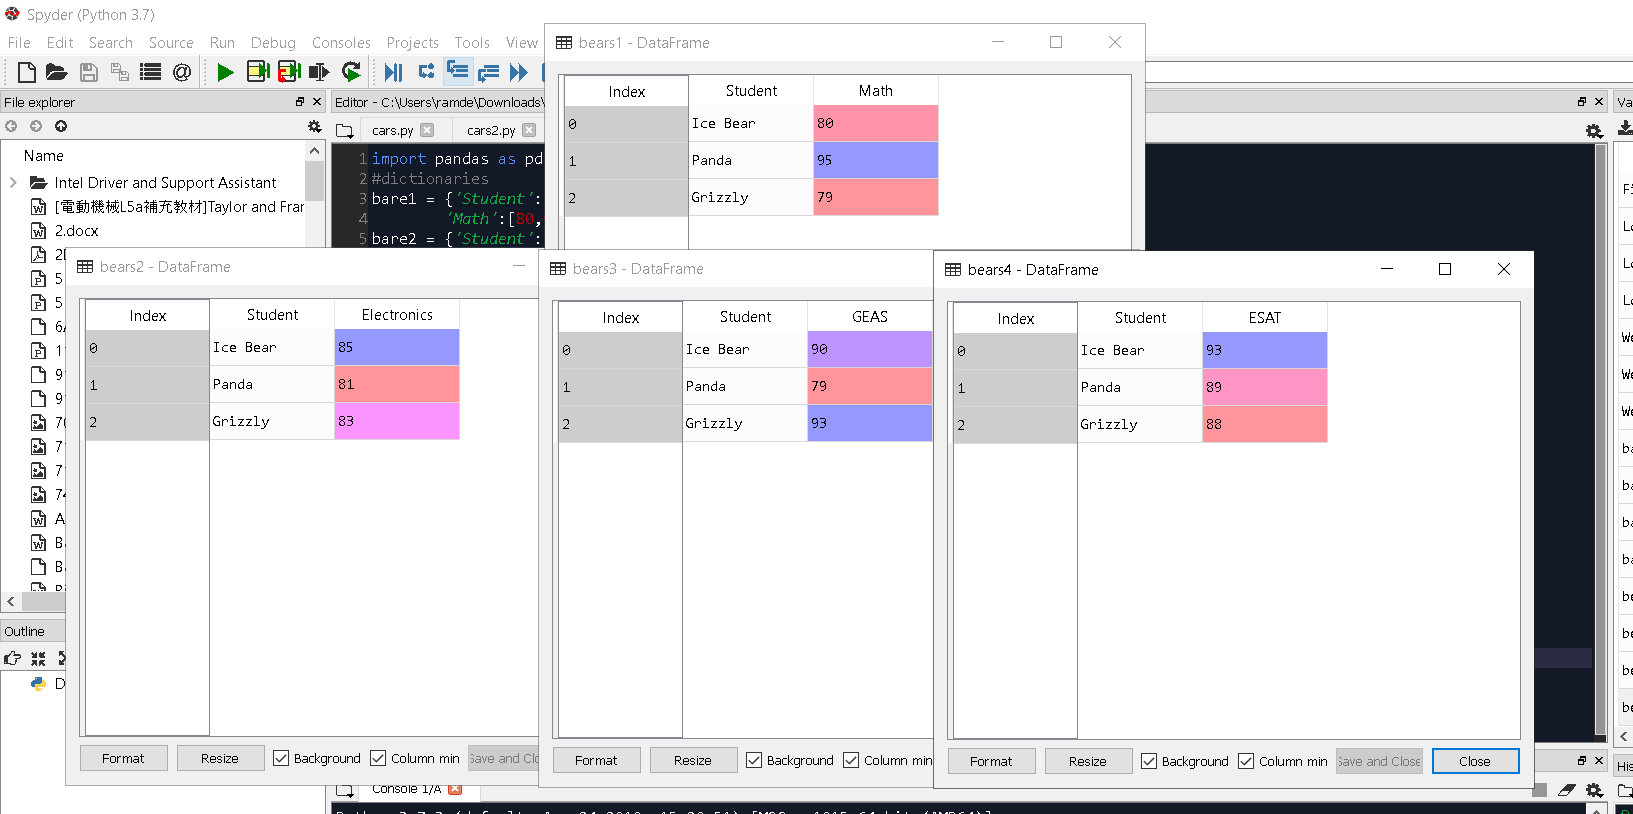 Spyder (Python 3.7)
File Edit Search Source Run Debug Consoles Projects Tools View
File explorer
Name
Intel Driver and Support Assistant
[電動機械L5a補充教材]Taylor and Fran
2.docx
Outline
Editor - C:\Users\ramde\Downloads\
cars.py
cars2.py
1 import pandas as pd
2 #dictionaries
3 bare1 = {'Student':
4 'Math':[80,
5 bare2 = {'Student':
bears1 - DataFrame
Index Student Math
0 Ice Bear 80
1 Panda 95
2 Grizzly 79
bears2 - DataFrame
Index Student Electronics
0 Ice Bear 85
1 Panda 81
2 Grizzly 83
Format Resize Background Column min Save and Clo
bears3 - DataFrame
Index Student GEAS
0 Ice Bear 90
1 Panda 79
2 Grizzly 93
Format Resize Background Column min
bears4 - DataFrame
Index Student ESAT
0 Ice Bear 93
1 Panda 89
2 Grizzly 88
Format Resize Background Column min Save and Close Close
Console 1/A